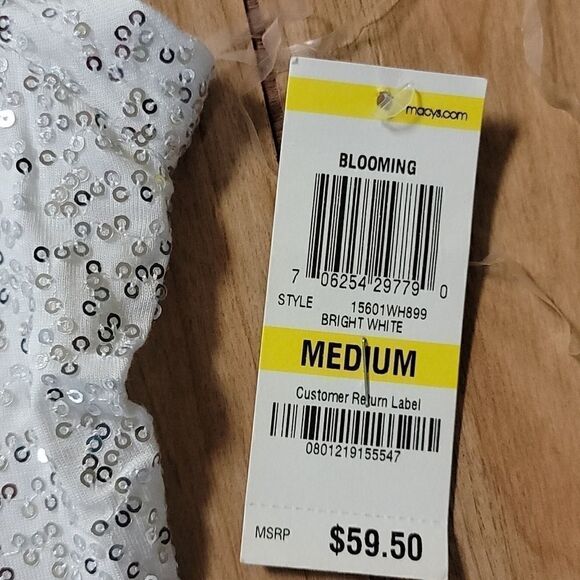 macys.com
BLOOMING
7 06254 29779 0
STYLE 15601WH899
BRIGHT WHITE
MEDIUM
Customer Return Label
0801219155547
MSRP $59.50